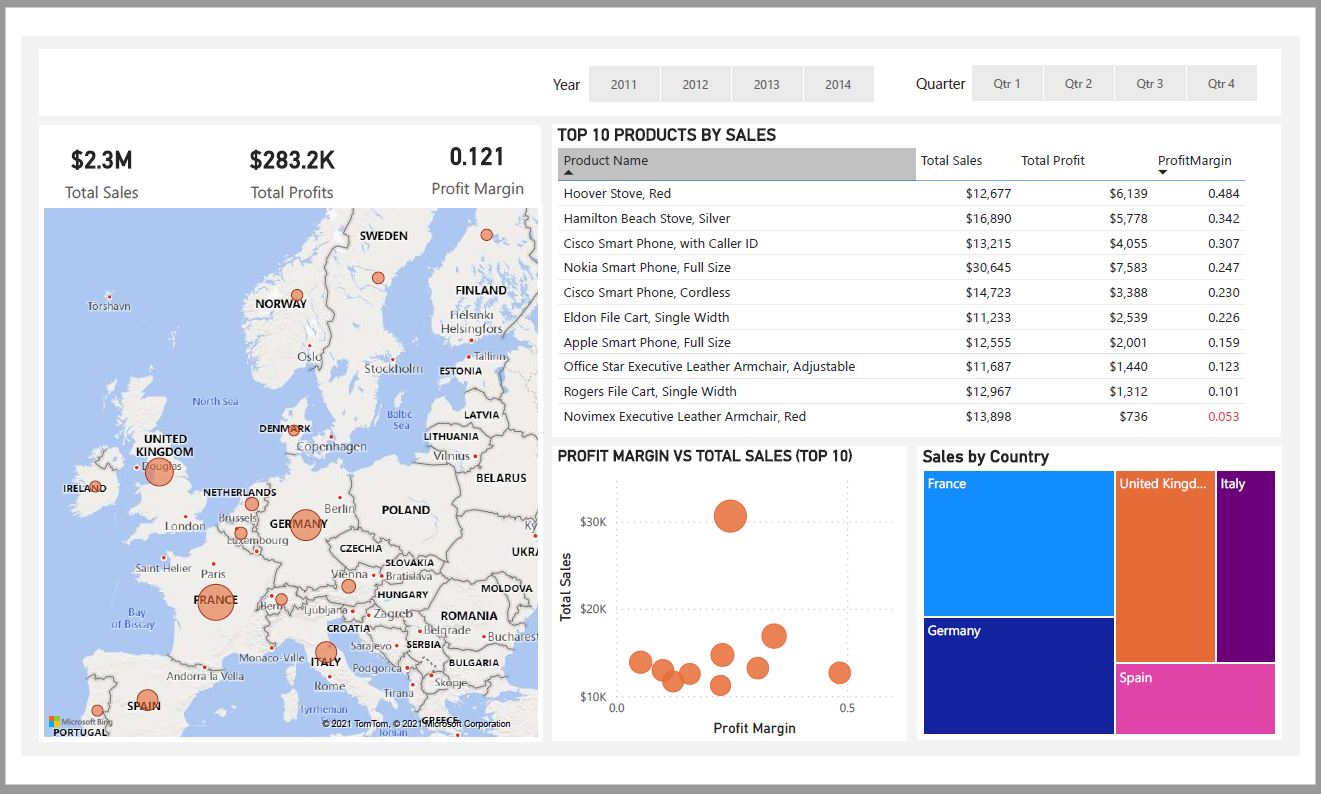 Year 2011 2012 2013 2014 Quarter Qtr 1 Qtr 2 Qtr 3 Qtr 4
$2.3M $283.2K 0.121
Total Sales Total Profits Profit Margin
SWEDEN
NORWAY
FINLAND
Tórshavn
Helsinki
Helsingfors
Oslo
Stockholm
Tallinn
ESTONIA
North Sea
Baltic
Sea
LATVIA
DENMARK
Copenhagen
LITHUANIA
UNITED
KINGDOM
Vilnius
Douglas
BELARUS
IRELAND
NETHERLANDS
Berlin
POLAND
London
Brussels
GERMANY
Luxembourg
CZECHIA
Ky
UKRA
Saint Helier
Paris
SLOVAKIA
Vienna
Bratislava
FRANCE
Bern
HUNGARY
MOLDOVA
Bay
of Biscay
Ljubljana
Zagreb
ROMANIA
CROATIA
Belgrade
Bucharest
Monaco-Ville
Sarajevo
SERBIA
ITALY
Andorra la Vella
Podgorica
BULGARIA
Rome
Skopje
Tirana
SPAIN
Tyrrhenian
GREECE
Microsoft Bing
© 2021 TomTom, © 2021 Microsoft Corporation
PORTUGAL
Ionian
TOP 10 PRODUCTS BY SALES
Product Name Total Sales Total Profit ProfitMargin
Hoover Stove, Red $12,677 $6,139 0.484
Hamilton Beach Stove, Silver $16,890 $5,778 0.342
Cisco Smart Phone, with Caller ID $13,215 $4,055 0.307
Nokia Smart Phone, Full Size $30,645 $7,583 0.247
Cisco Smart Phone, Cordless $14,723 $3,388 0.230
Eldon File Cart, Single Width $11,233 $2,539 0.226
Apple Smart Phone, Full Size $12,555 $2,001 0.159
Office Star Executive Leather Armchair, Adjustable $11,687 $1,440 0.123
Rogers File Cart, Single Width $12,967 $1,312 0.101
Novimex Executive Leather Armchair, Red $13,898 $736 0.053
PROFIT MARGIN VS TOTAL SALES (TOP 10)
Total Sales
$30K
$20K
$10K
0.0 0.5
Profit Margin
Sales by Country
France United Kingd... Italy
Germany
Spain